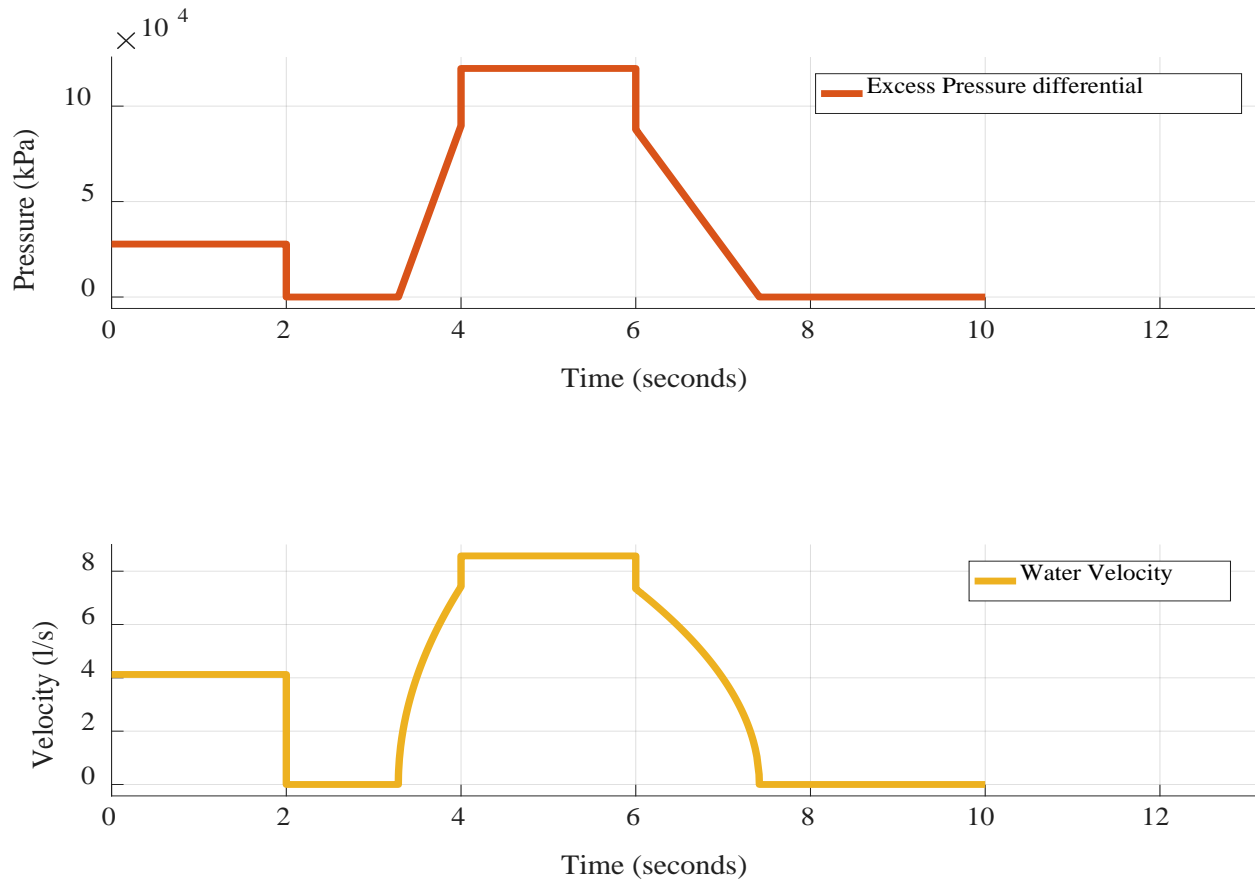 × 10 4
Excess Pressure differential
10
5
0
Pressure (kPa)
0 2 4 6 8 10 12
Time (seconds)
Water Velocity
8
6
4
2
0
Velocity (l/s)
0 2 4 6 8 10 12
Time (seconds)